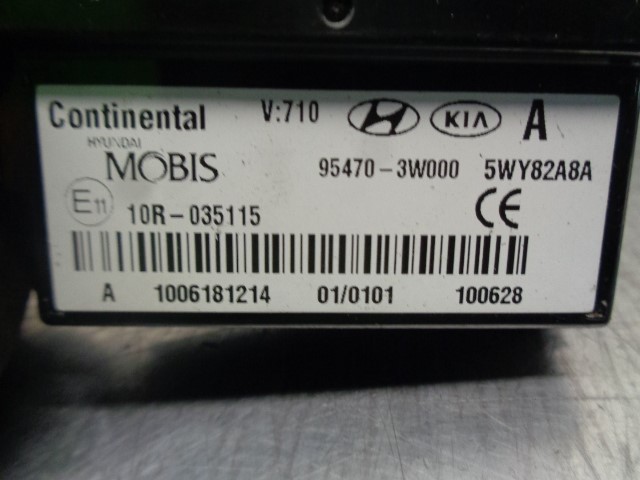 Continental V:710 KIA A
HYUNDAI
MOBIS 95470-3W000 5WY82A8A
E11 10R-035115 CE
A 1006181214 01/0101 100628